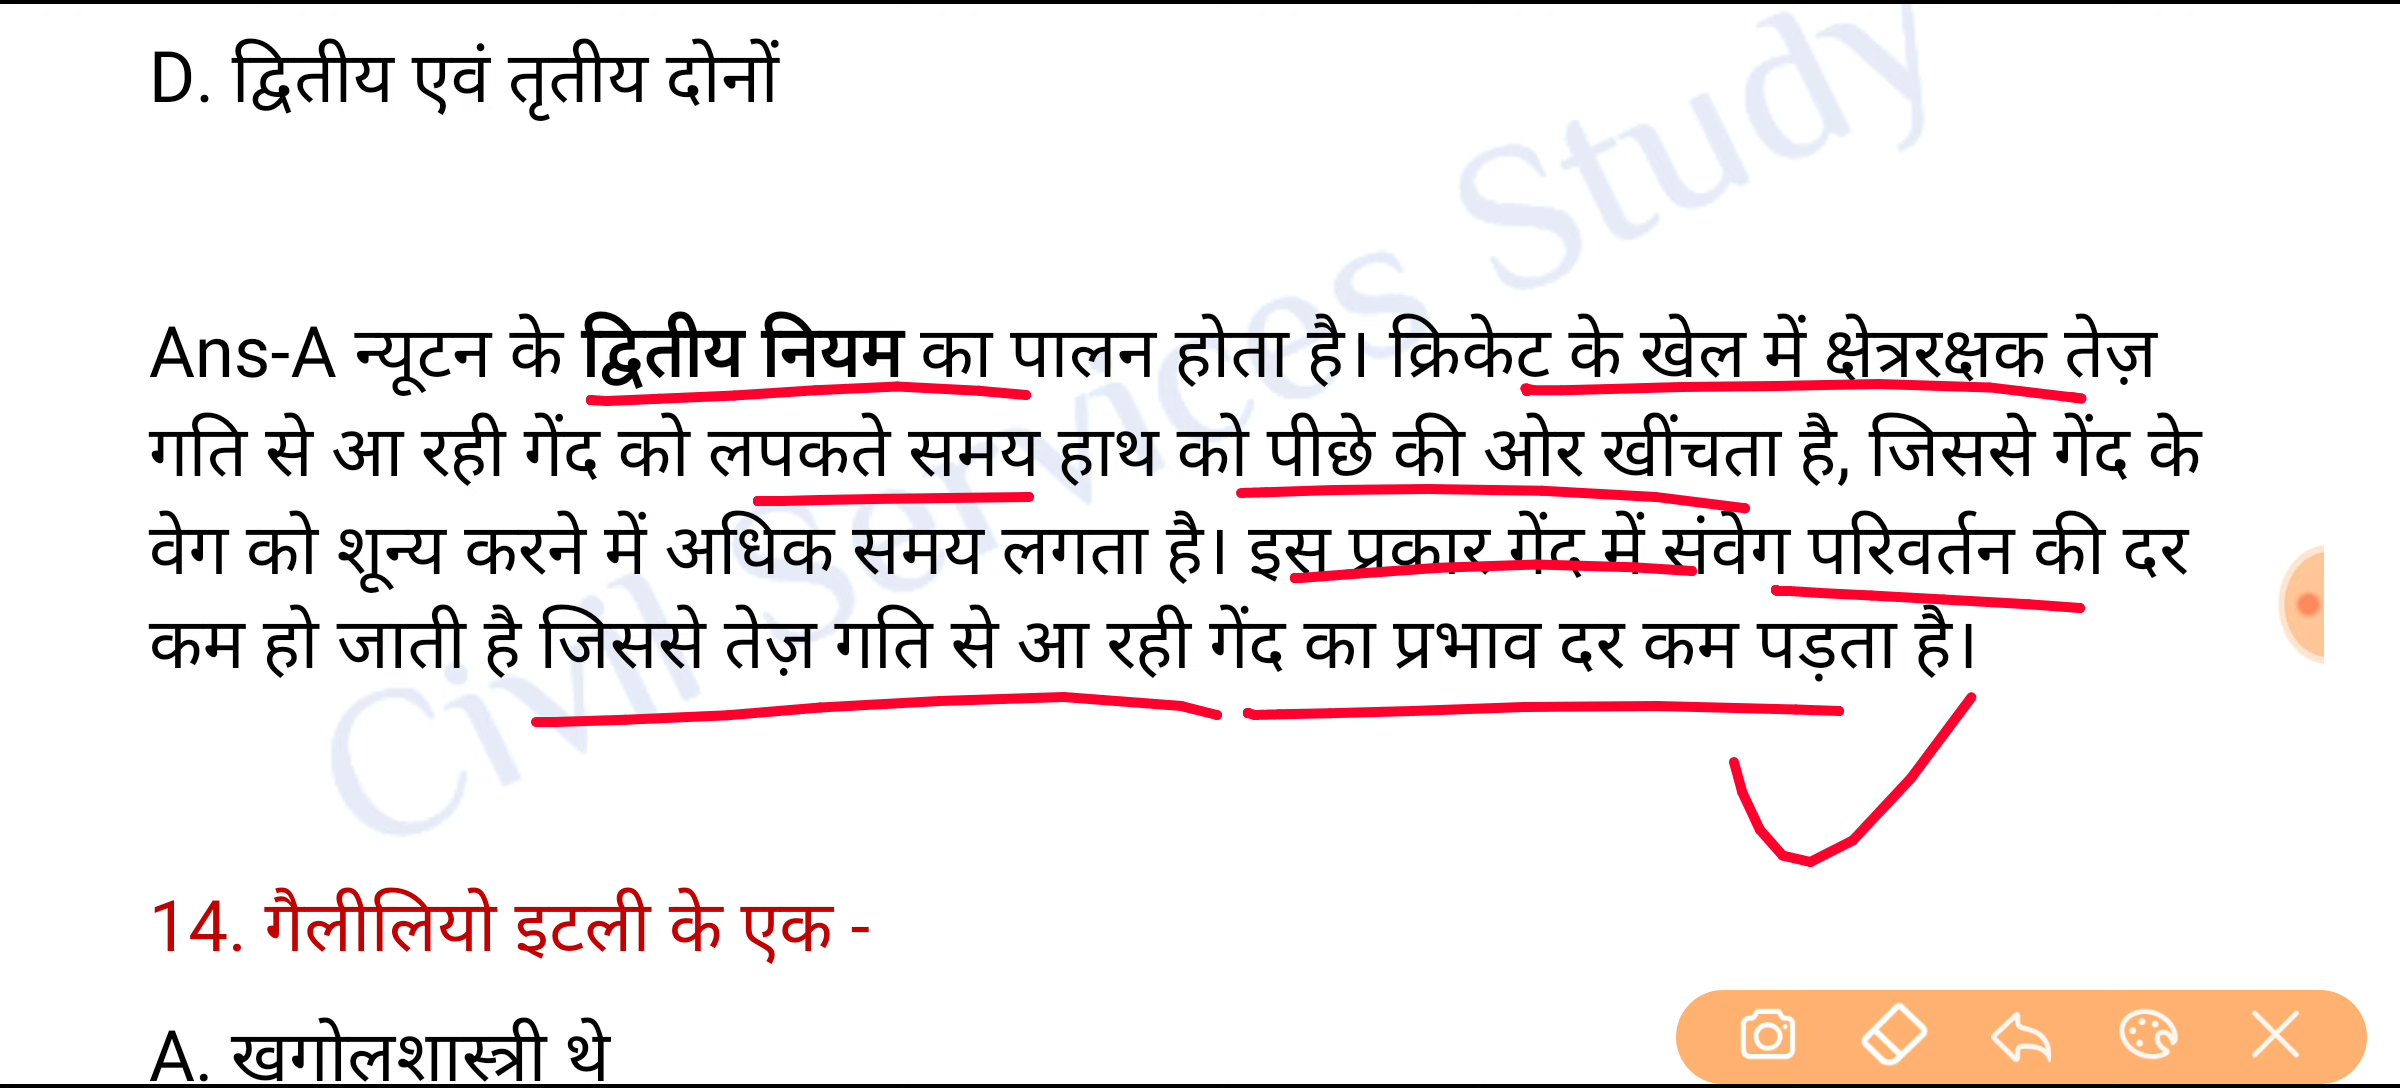 D. द्वितीय एवं तृतीय दोनों
Ans-A न्यूटन के द्वितीय नियम का पालन होता है। क्रिकेट के खेल में क्षेत्ररक्षक तेज़
गति से आ रही गेंद को लपकते समय हाथ को पीछे की ओर खींचता है, जिससे गेंद के
वेग को शून्य करने में अधिक समय लगता है। इस प्रकार गेंद में संवेग परिवर्तन की दर
कम हो जाती है जिससे तेज़ गति से आ रही गेंद का प्रभाव दर कम पड़ता है।
14. गैलीलियो इटली के एक -
A. खगोलशास्त्री थे
Civil Services Study